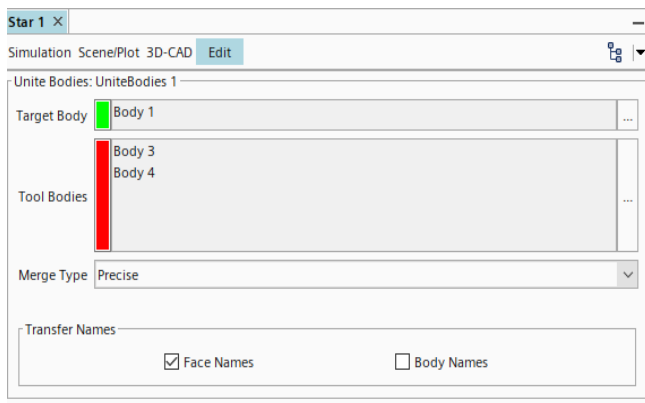 Star 1 ×
Simulation Scene/Plot 3D-CAD Edit
Unite Bodies: UniteBodies 1
Target Body Body 1 ...
Body 3
Body 4
Tool Bodies ...
Merge Type Precise
Transfer Names
Face Names Body Names